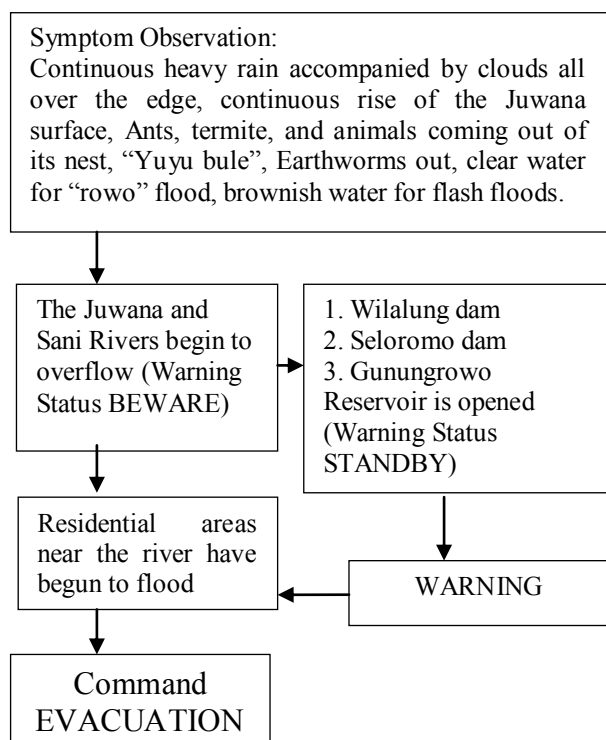 Symptom Observation:
Continuous heavy rain accompanied by clouds all
over the edge, continuous rise of the Juwana
surface, Ants, termite, and animals coming out of
its nest, “Yuyu bule”, Earthworms out, clear water
for “rowo” flood, brownish water for flash floods.
The Juwana and
Sani Rivers begin to
overflow (Warning
Status BEWARE)
1. Wilalung dam
2. Seloromo dam
3. Gunungrowo
Reservoir is opened
(Warning Status
STANDBY)
Residential areas
near the river have
begun to flood
WARNING
Command
EVACUATION